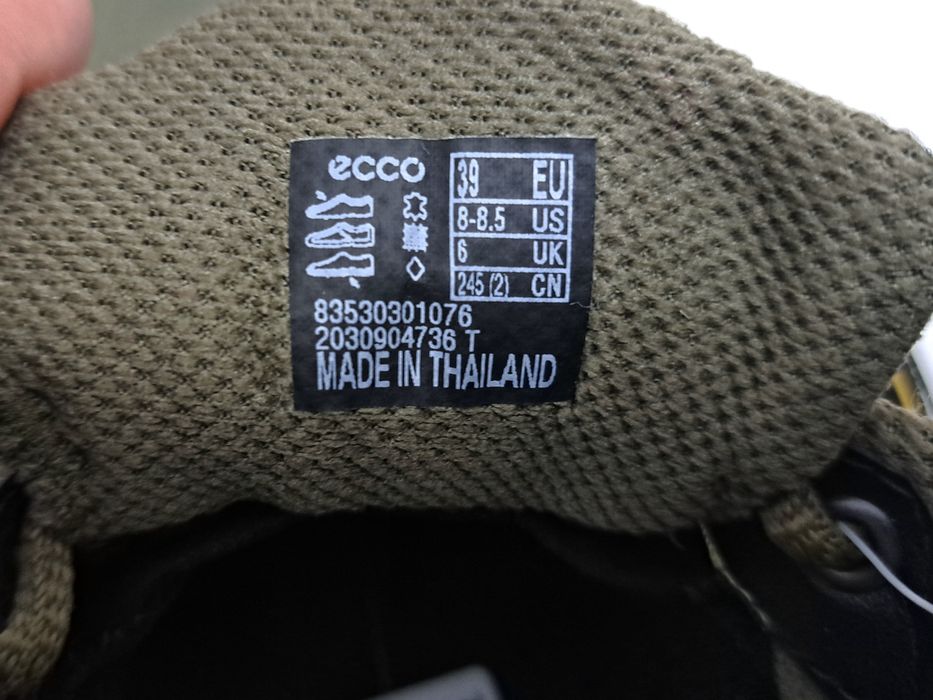 ecco
39 EU
8-8.5 US
6 UK
245 (2) CN
83530301076
2030904736 T
MADE IN THAILAND